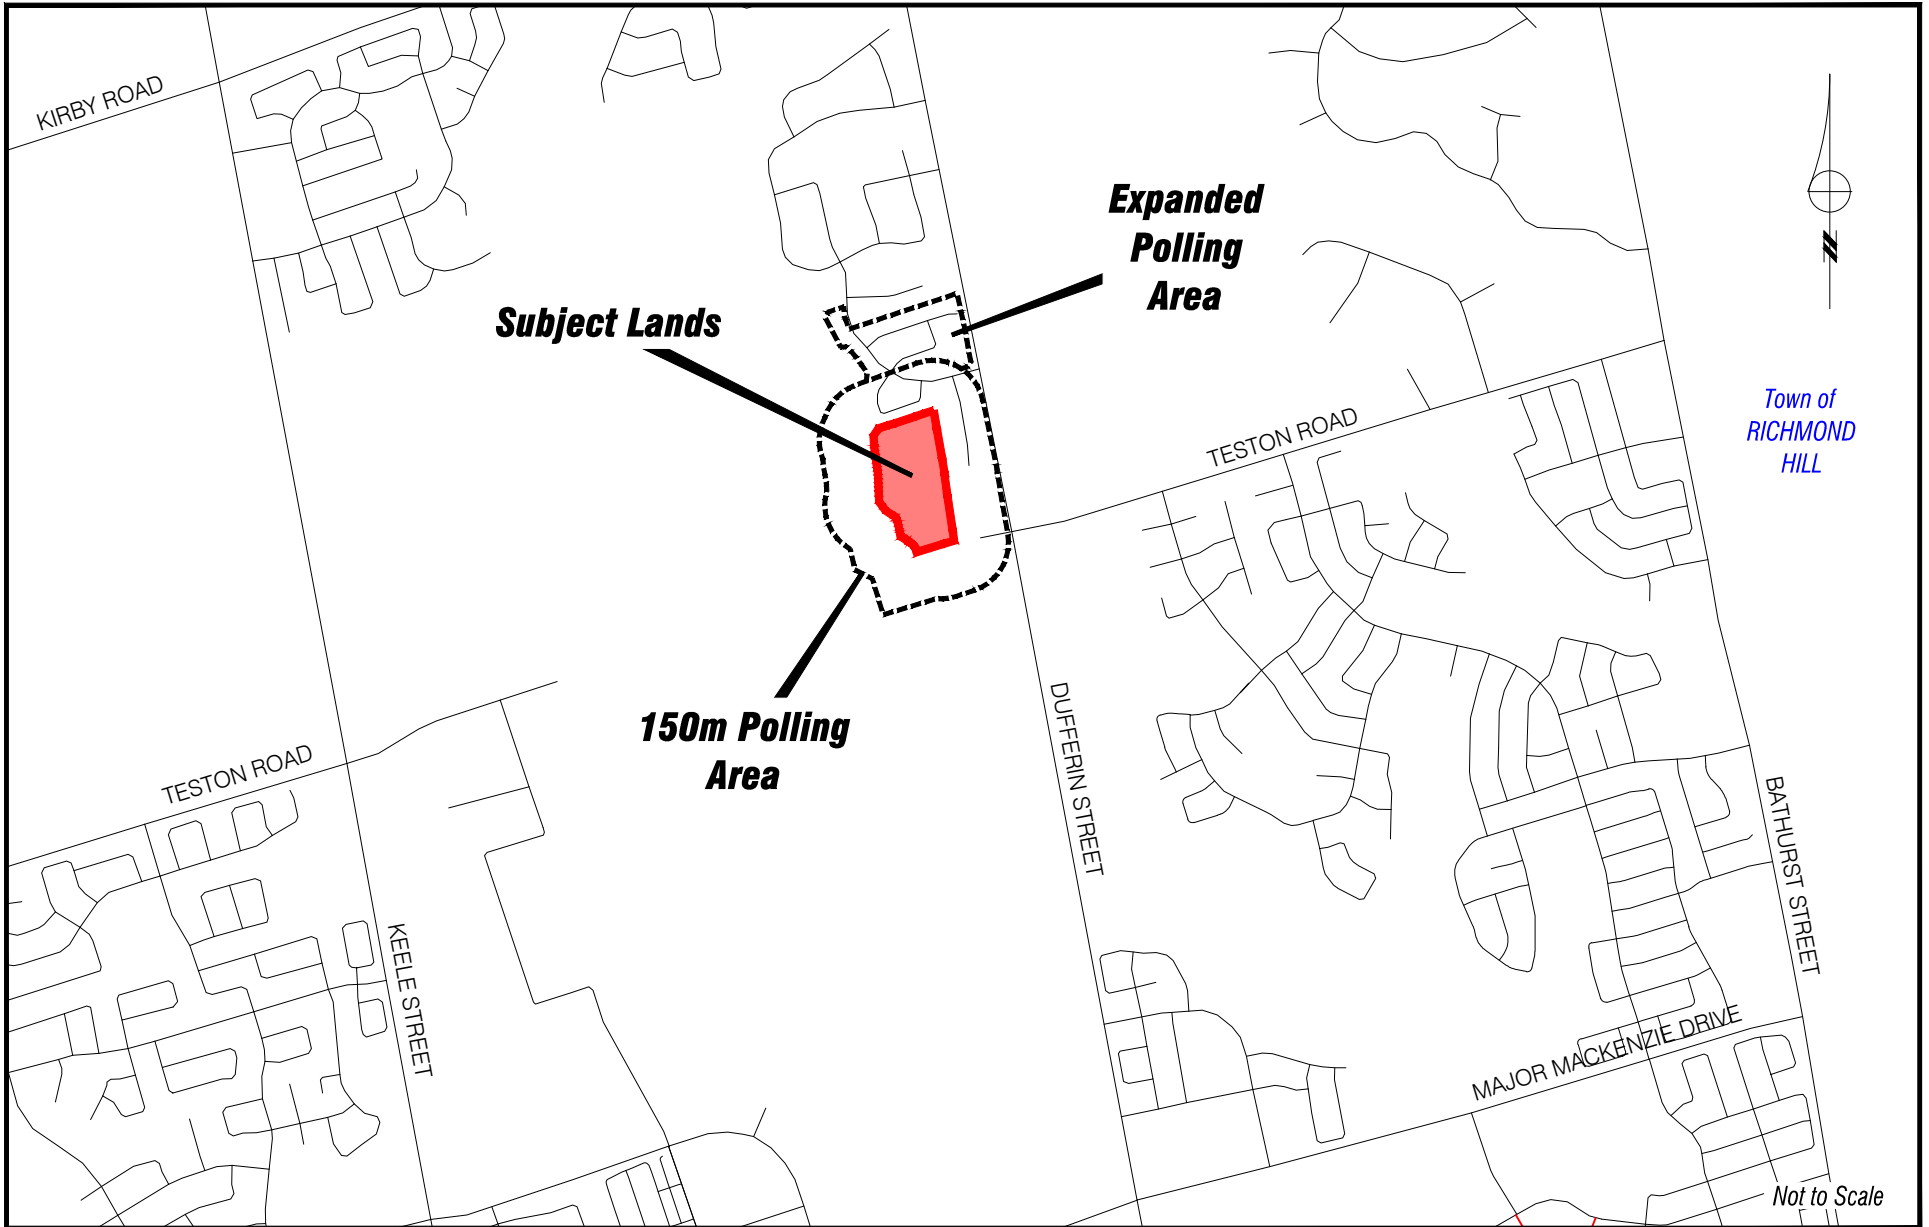 KIRBY ROAD
Expanded
Polling
Area
Subject Lands
Town of
RICHMOND
HILL
TESTON ROAD
150m Polling
Area
DUFFERIN STREET
TESTON ROAD
BATHURST STREET
KEELE STREET
MAJOR MACKENZIE DRIVE
N
Not to Scale